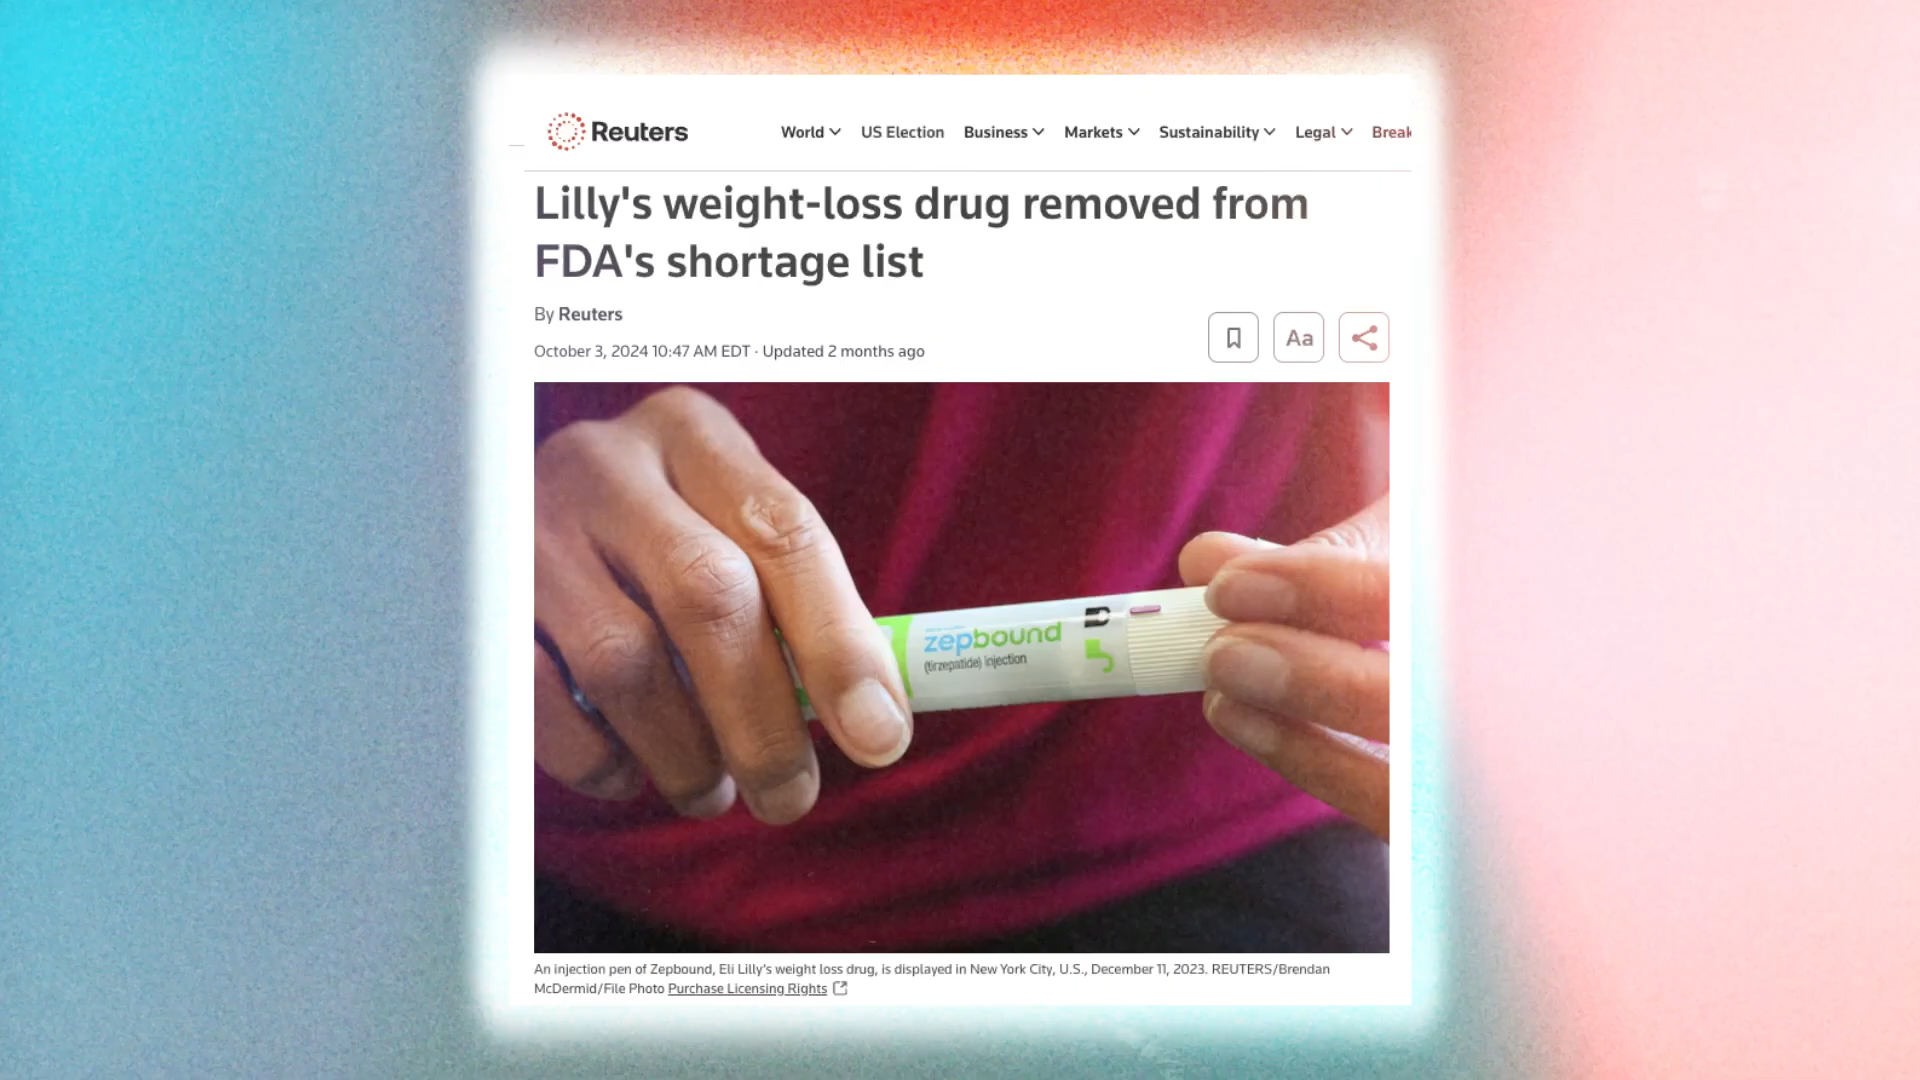 Reuters
World US Election Business Markets Sustainability Legal Break
Lilly's weight-loss drug removed from
FDA's shortage list
By Reuters
October 3, 2024 10:47 AM EDT · Updated 2 months ago
Aa
zepbound
(tirzepatide) injection
An injection pen of Zepbound, Eli Lilly's weight loss drug, is displayed in New York City, U.S., December 11, 2023. REUTERS/Brendan
McDermid/File Photo Purchase Licensing Rights